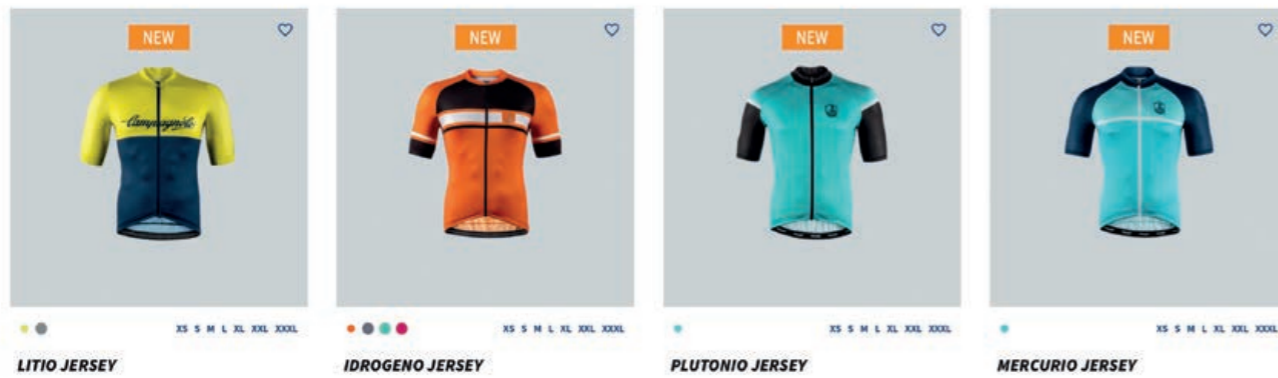 NEW
NEW
NEW
NEW
Campagnolo
XS S M L XL XXL XXXL
XS S M L XL XXL XXXL
XS S M L XL XXL XXXL
XS S M L XL XXL XXXL
LITIO JERSEY
IDROGENO JERSEY
PLUTONIO JERSEY
MERCURIO JERSEY